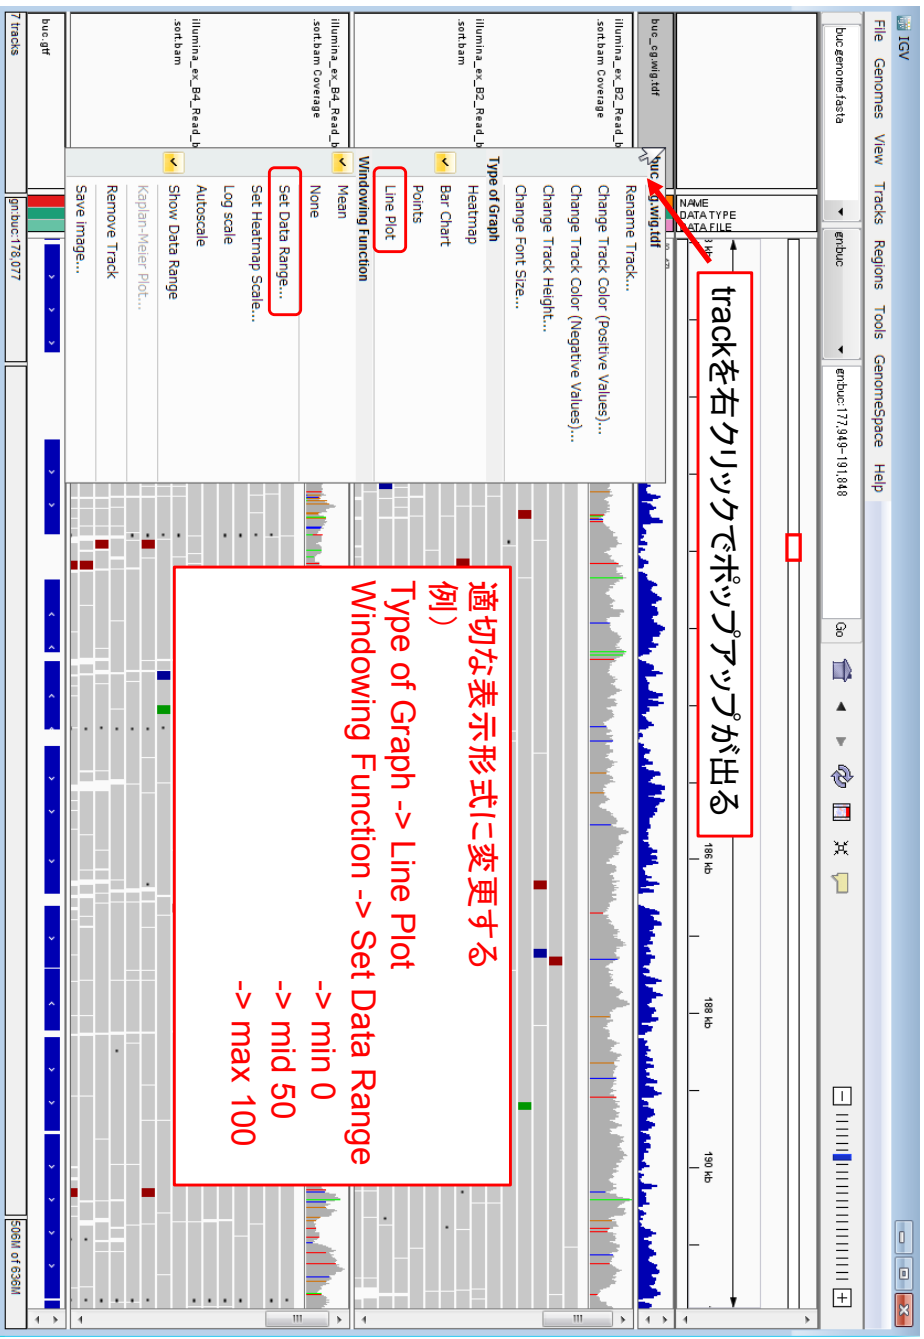 IGV
File Genomes View Tracks Regions Tools GenomeSpace Help
buc.genome.fasta gnbuc gnbuc:177,949-191,848 Go
NAME
DATA TYPE
DATA FILE
186 kb 188 kb 190 kb
trackを右クリックでポップアップが出る
buc_cg.wig.tdf
illumina_ex_B2_Read_b
.sort.bam Coverage
illumina_ex_B2_Read_b
.sort.bam
illumina_ex_B4_Read_b
.sort.bam Coverage
illumina_ex_B4_Read_b
.sort.bam
buc.gtf
Rename Track...
Change Track Color (Positive Values)...
Change Track Color (Negative Values)...
Change Track Height...
Change Font Size...
Type of Graph
Heatmap
Bar Chart
Points
Line Plot
Windowing Function
Mean
None
Set Data Range...
Set Heatmap Scale...
Log scale
Autoscale
Show Data Range
Kaplan-Meier Plot...
Remove Track
Save image...
適切な表示形式に変更する
例）
Type of Graph -> Line Plot
Windowing Function -> Set Data Range
-> min 0
-> mid 50
-> max 100
7 tracks gnbuc:178,077 506M of 636M